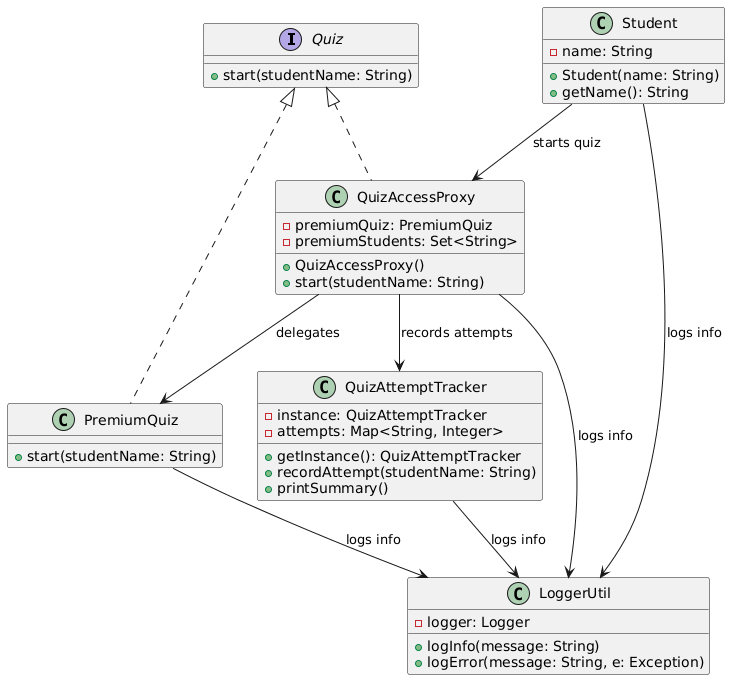 I Quiz
start(studentName: String)
C Student
name: String
Student(name: String)
getName(): String
starts quiz
C QuizAccessProxy
premiumQuiz: PremiumQuiz
premiumStudents: Set<String>
QuizAccessProxy()
start(studentName: String)
delegates
records attempts
logs info
C QuizAttemptTracker
instance: QuizAttemptTracker
attempts: Map<String, Integer>
getInstance(): QuizAttemptTracker
recordAttempt(studentName: String)
printSummary()
C PremiumQuiz
start(studentName: String)
logs info
logs info
logs info
C LoggerUtil
logger: Logger
logInfo(message: String)
logError(message: String, e: Exception)